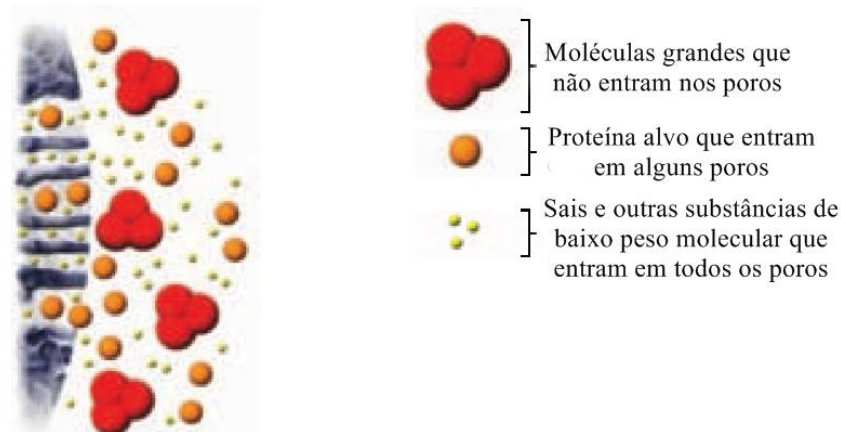 Moléculas grandes que
não entram nos poros
Proteína alvo que entram
em alguns poros
Sais e outras substâncias de
baixo peso molecular que
entram em todos os poros